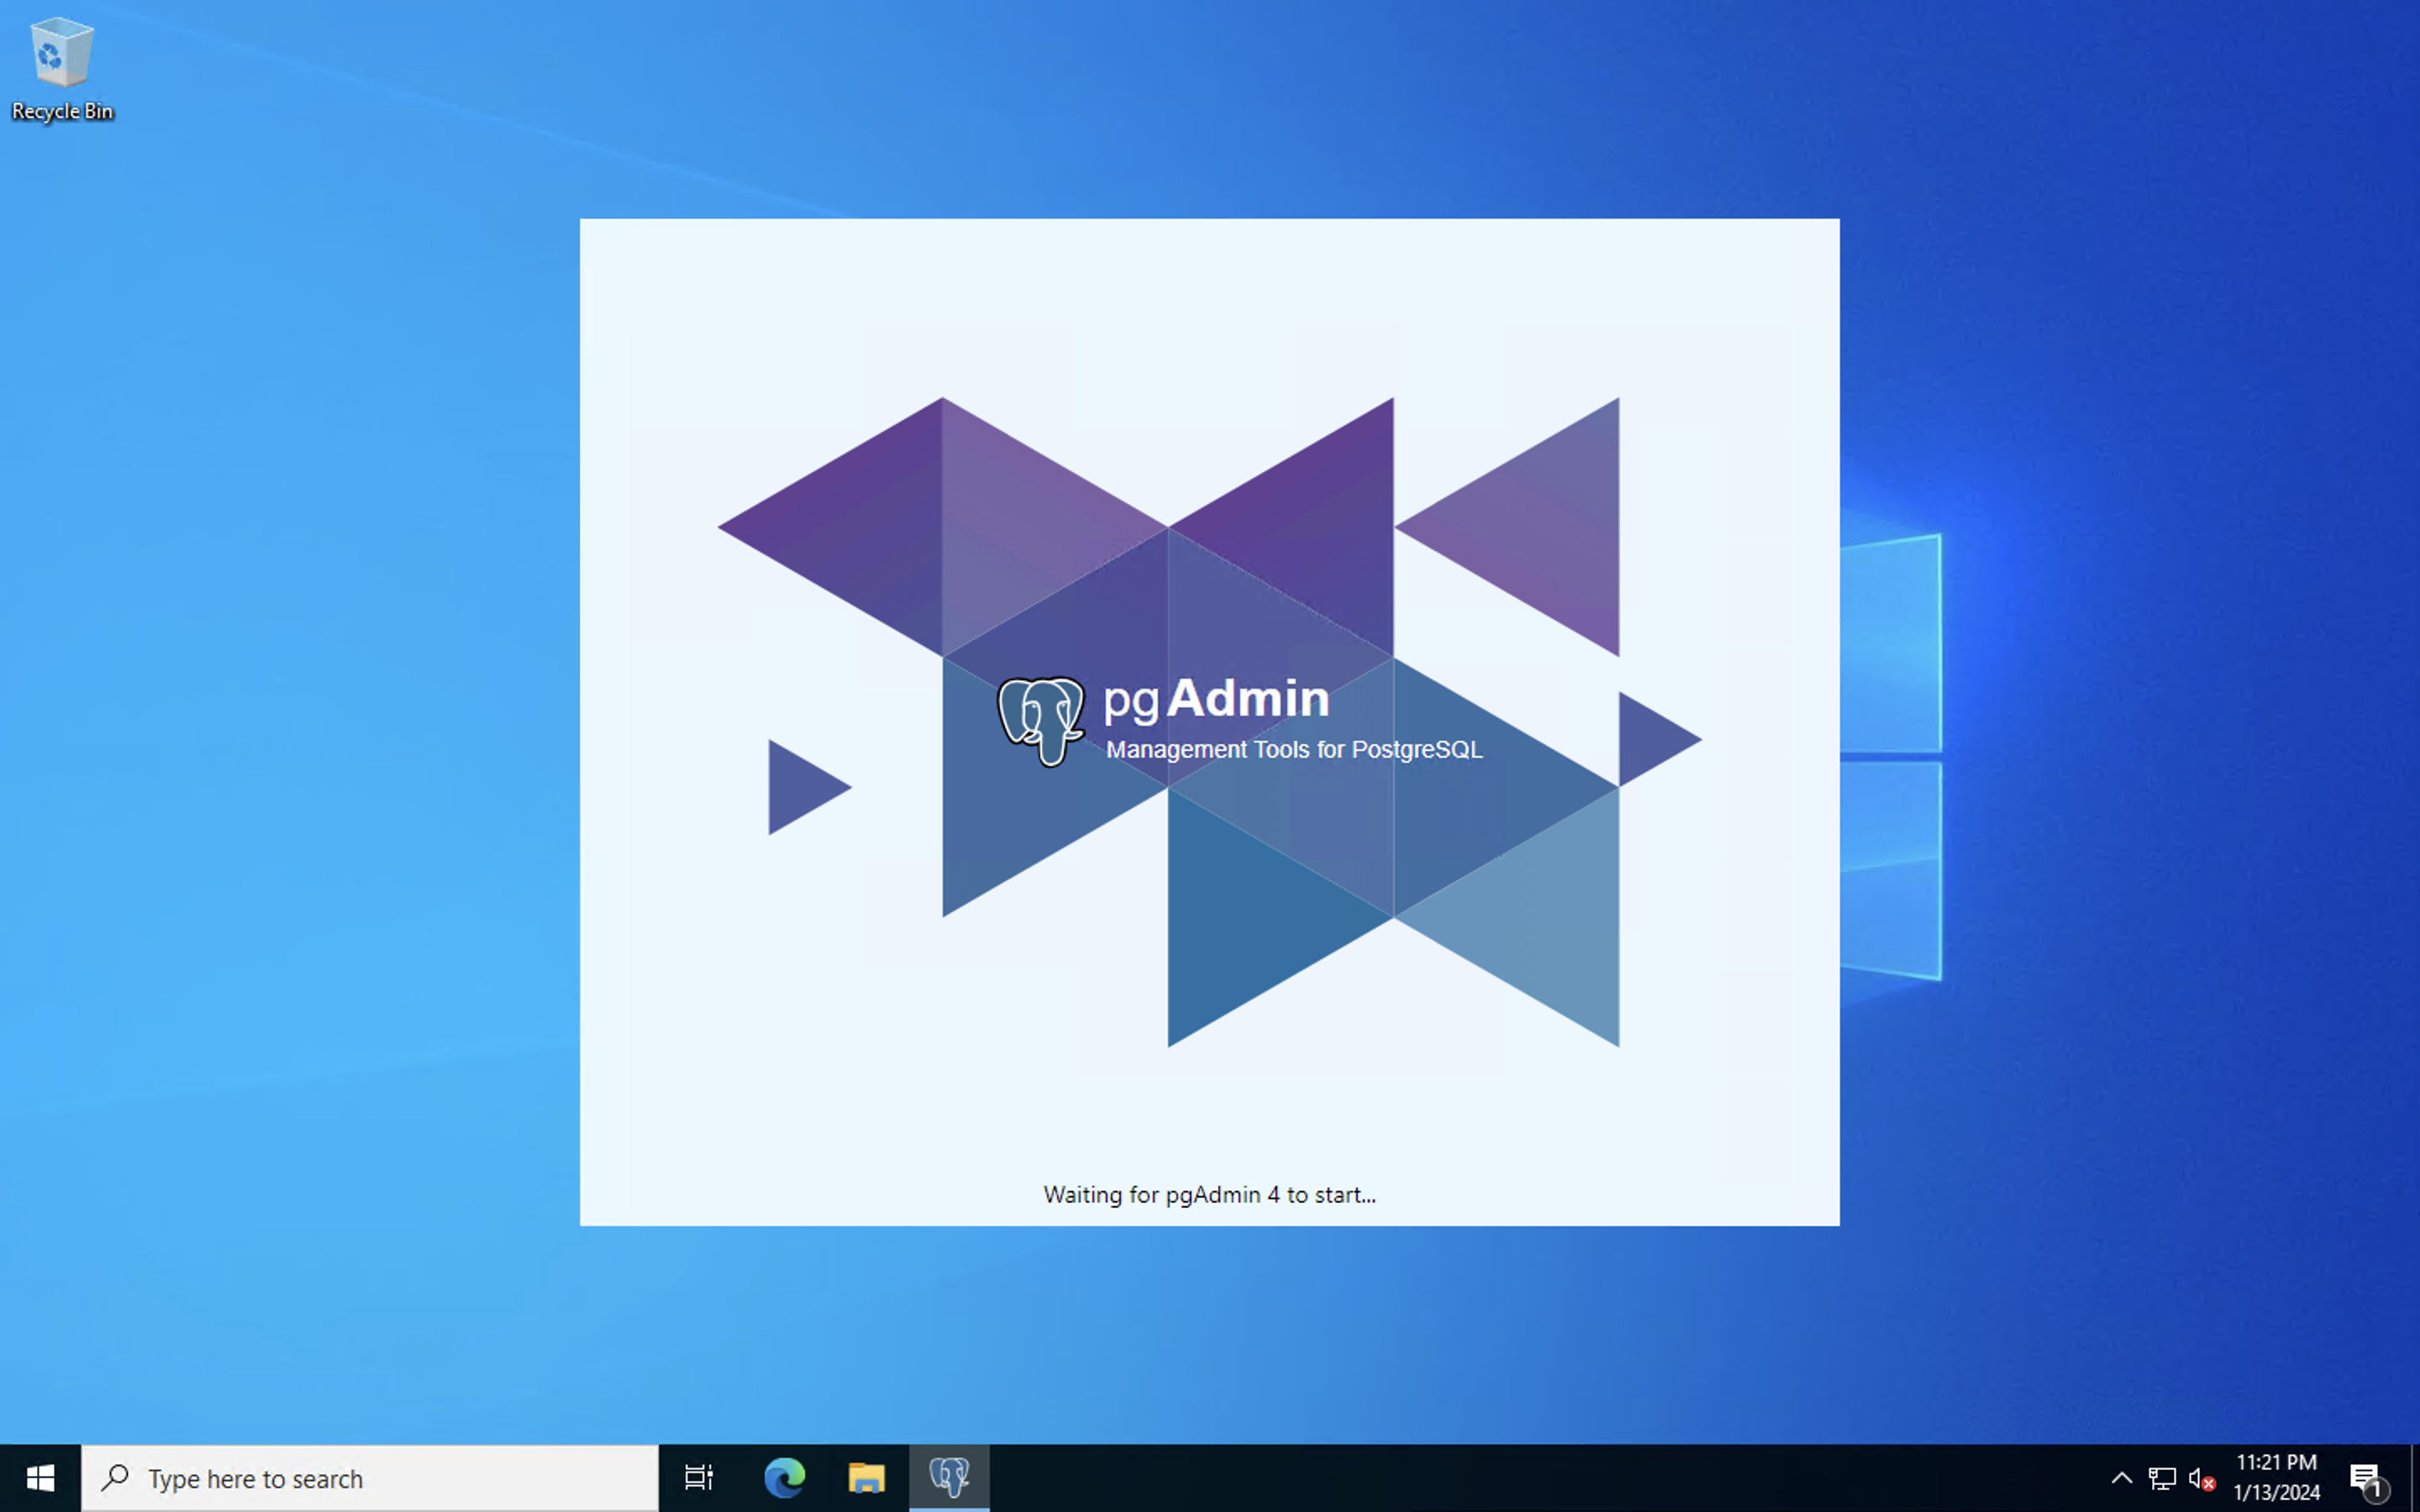 Recycle Bin
pgAdmin
Management Tools for PostgreSQL
Waiting for pgAdmin 4 to start...
Type here to search
11:21 PM
1/13/2024
1